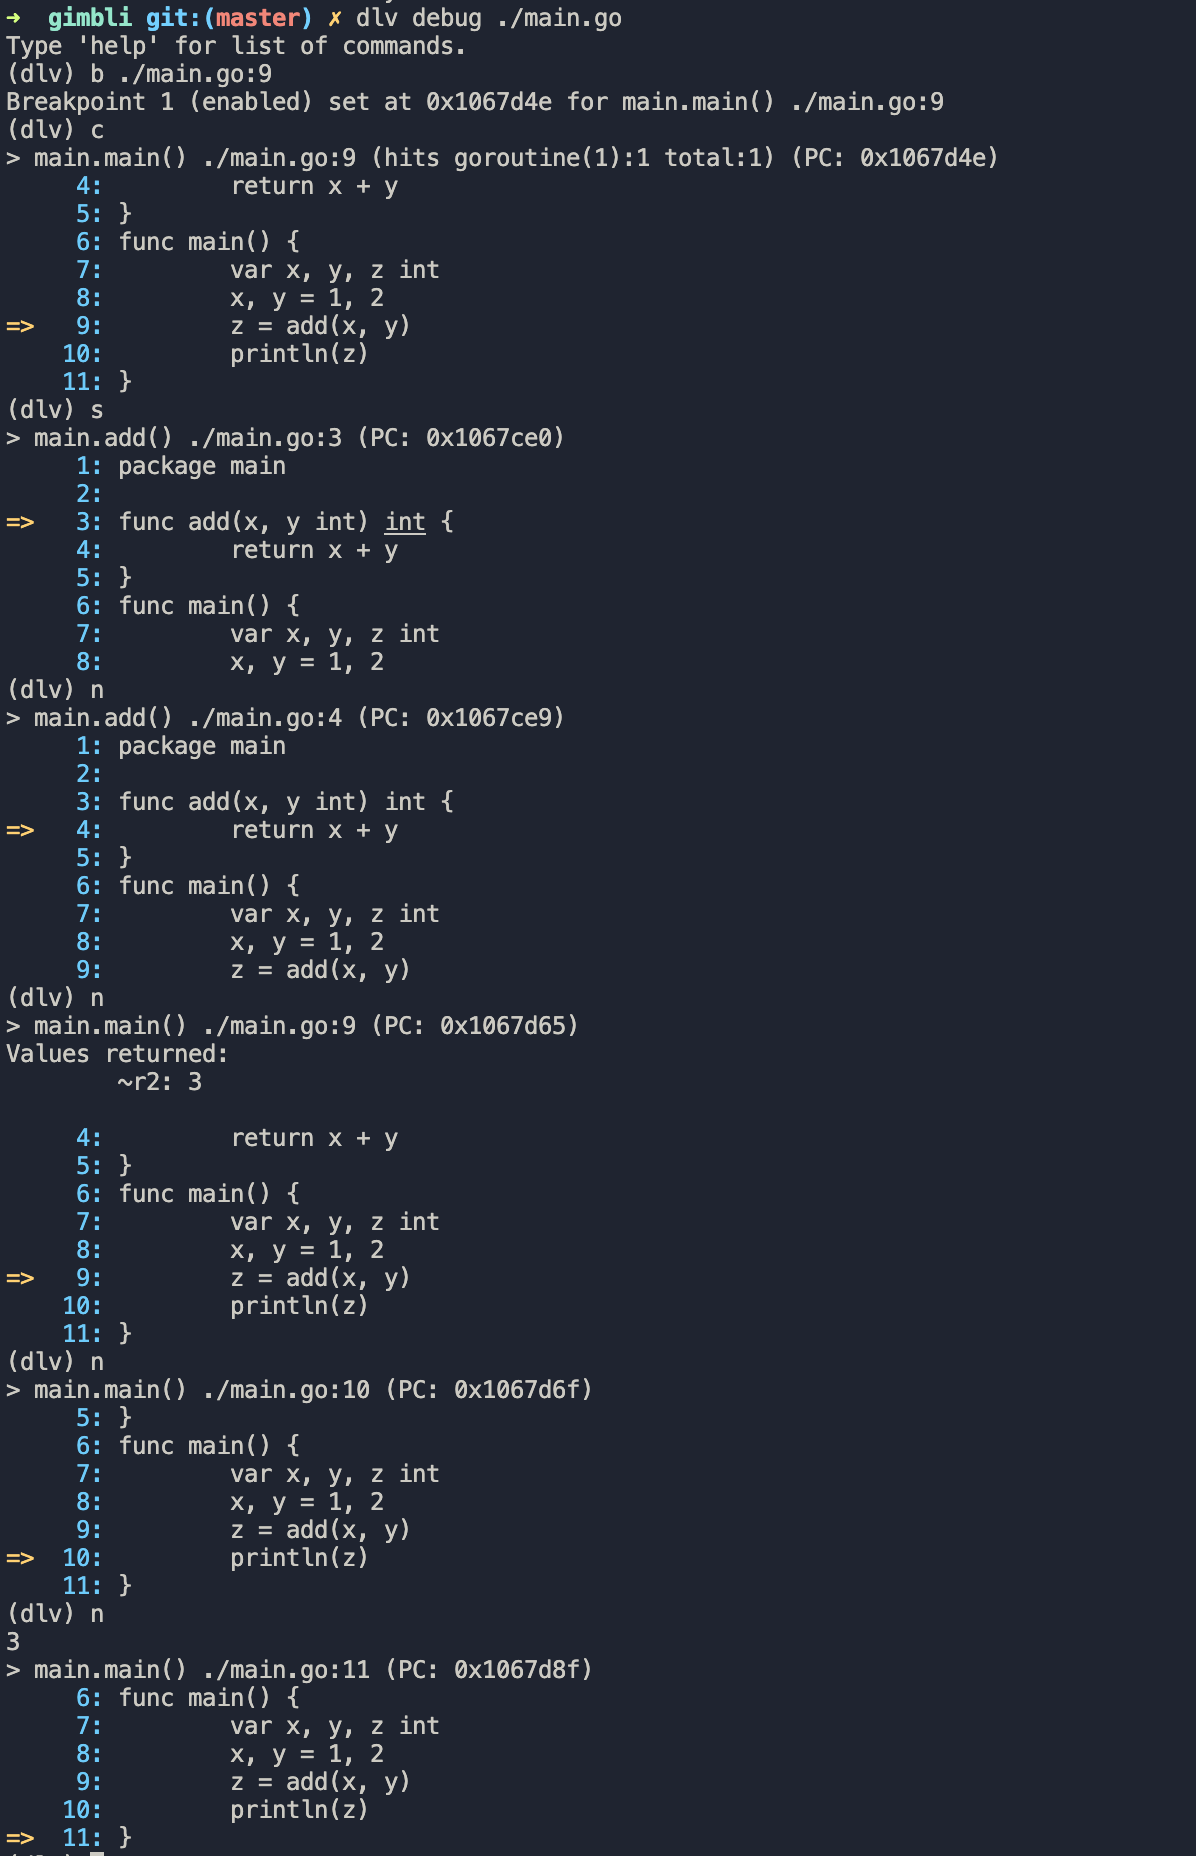 ➜  gimbli git:(master) ✗ dlv debug ./main.go
Type 'help' for list of commands.
(dlv) b ./main.go:9
Breakpoint 1 (enabled) set at 0x1067d4e for main.main() ./main.go:9
(dlv) c
> main.main() ./main.go:9 (hits goroutine(1):1 total:1) (PC: 0x1067d4e)
     4:         return x + y
     5: }
     6: func main() {
     7:         var x, y, z int
     8:         x, y = 1, 2
=>   9:         z = add(x, y)
    10:         println(z)
    11: }
(dlv) s
> main.add() ./main.go:3 (PC: 0x1067ce0)
     1: package main
     2:
=>   3: func add(x, y int) int {
     4:         return x + y
     5: }
     6: func main() {
     7:         var x, y, z int
     8:         x, y = 1, 2
(dlv) n
> main.add() ./main.go:4 (PC: 0x1067ce9)
     1: package main
     2:
     3: func add(x, y int) int {
=>   4:         return x + y
     5: }
     6: func main() {
     7:         var x, y, z int
     8:         x, y = 1, 2
     9:         z = add(x, y)
(dlv) n
> main.main() ./main.go:9 (PC: 0x1067d65)
Values returned:
        ~r2: 3

     4:         return x + y
     5: }
     6: func main() {
     7:         var x, y, z int
     8:         x, y = 1, 2
=>   9:         z = add(x, y)
    10:         println(z)
    11: }
(dlv) n
> main.main() ./main.go:10 (PC: 0x1067d6f)
     5: }
     6: func main() {
     7:         var x, y, z int
     8:         x, y = 1, 2
     9:         z = add(x, y)
=>  10:         println(z)
    11: }
(dlv) n
3
> main.main() ./main.go:11 (PC: 0x1067d8f)
     6: func main() {
     7:         var x, y, z int
     8:         x, y = 1, 2
     9:         z = add(x, y)
    10:         println(z)
=>  11: }